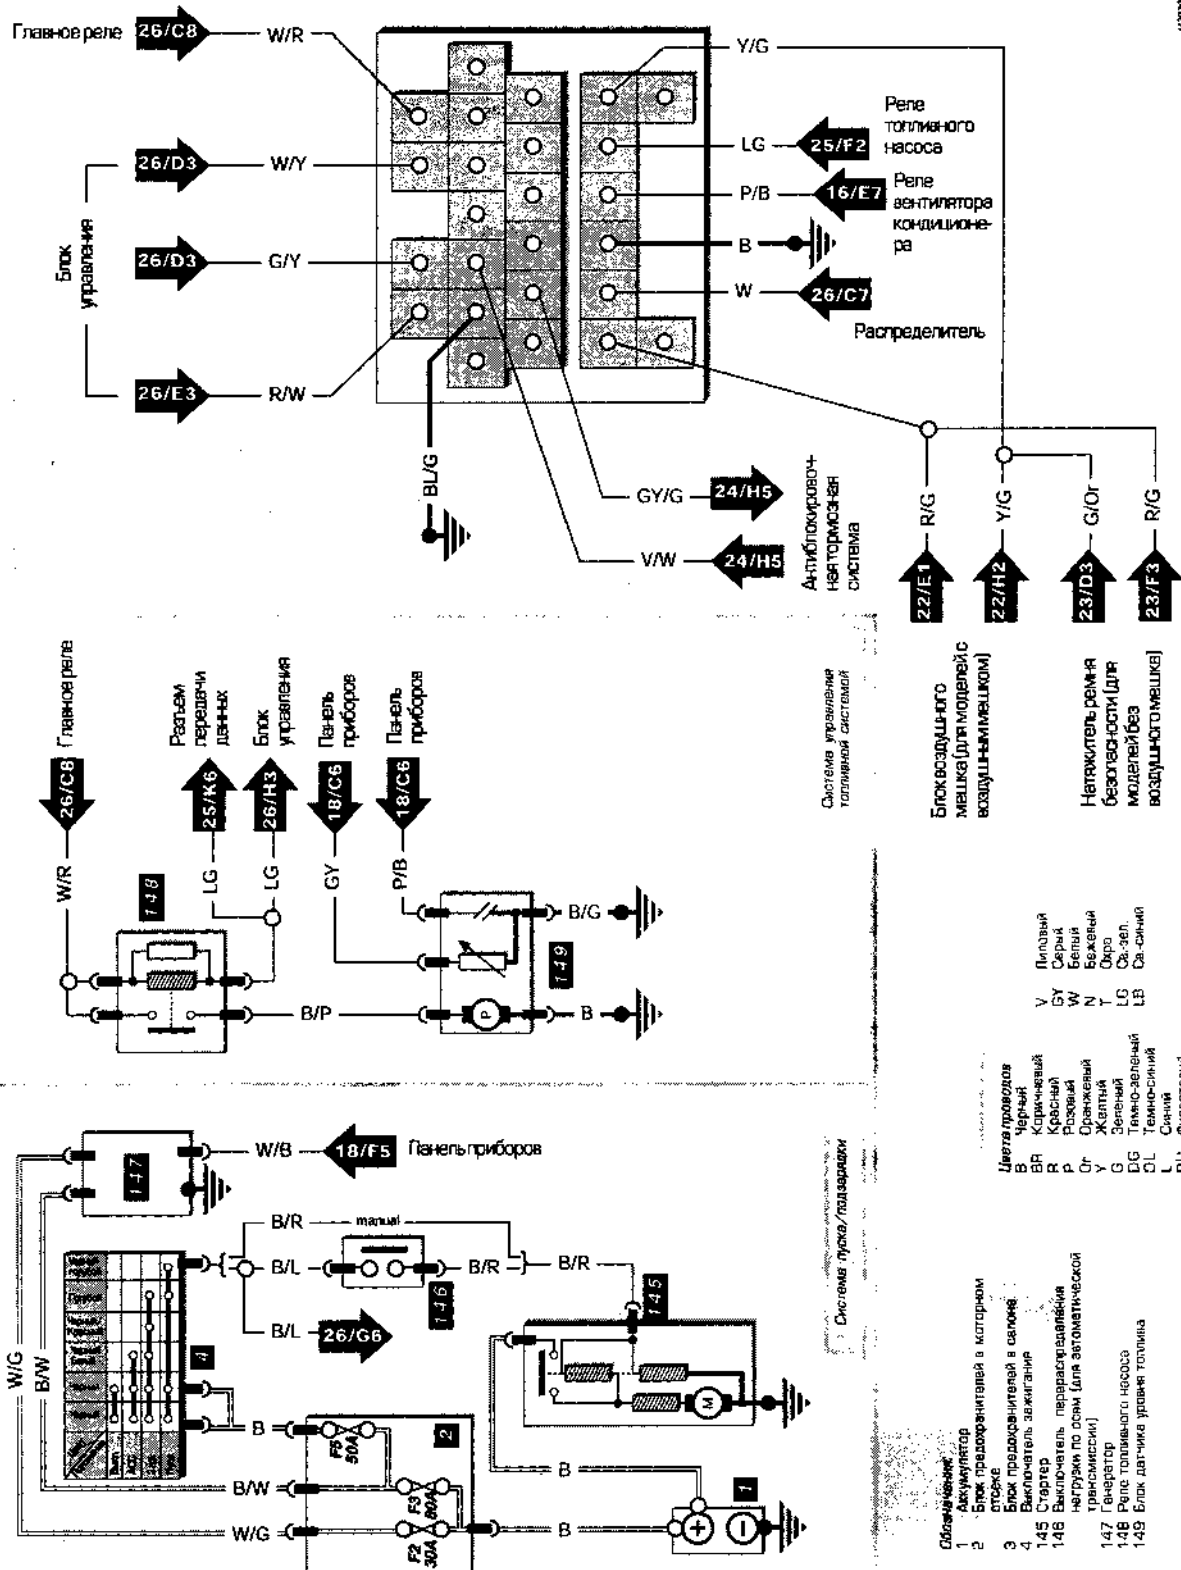 Главное реле
26/C8
W/R
Y/G
Реле
топливного
насоса
25/F2
LG
26/D3
W/Y
P/B
16/E7
Реле
вентилятора
кондиционе-
ра
Блок
управления
26/D3
G/Y
B
W
26/C7
Распределитель
26/E3
R/W
BL/G
GY/G
24/H5
V/W
24/H5
Антиблокировоч-
ная тормозная
система
R/G
Y/G
G/Or
R/G
22/E1
22/H2
23/D3
23/F3
Блок воздушного
мешка (для моделей с
воздушным мешком)
Натяжитель ремня
безопасности (для
моделей без
воздушного мешка)
26/C8
Главное реле
25/K6
Разъем
передачи
данных
26/H3
Блок
управления
18/C6
Панель
приборов
18/C6
Панель
приборов
W/R
LG
LG
GY
P/B
148
B/P
P
B
B/G
149
Система управления
топливной системой
W/G
B/W
147
W/B
18/F5
Панель приборов
4
B/R
manual
B/L
B/R
B/R
146
B/L
26/G6
145
M
B
F5
50A
2
B/W
F3
80A
W/G
F2
30A
B
B
1
Система пуска/подзарядки
Обозначения:
1 Аккумулятор
2 Блок предохранителей в моторном
отсеке
3 Блок предохранителей в салоне
4 Выключатель зажигания
145 Стартер
146 Выключатель перераспределения
нагрузки по осям (для автоматической
трансмиссии)
147 Генератор
148 Реле топливного насоса
149 Блок датчика уровня топлива
Цвета проводов
B Черный
BR Коричневый
R Красный
P Розовый
Or Оранжевый
Y Желтый
G Зеленый
DG Темно-зеленый
DL Темно-синий
L Синий
V Лиловый
GY Серый
W Белый
N Бежевый
T Охра
LG Св.-зел.
LB Св.-синий